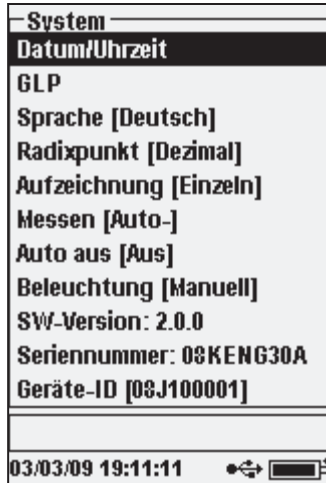 System
Datum/Uhrzeit
GLP
Sprache [Deutsch]
Radixpunkt [Dezimal]
Aufzeichnung [Einzeln]
Messen [Auto-]
Auto aus [Aus]
Beleuchtung [Manuell]
SW-Version: 2.0.0
Seriennummer: 08KENG30A
Geräte-ID [08J100001]
03/03/09 19:11:11